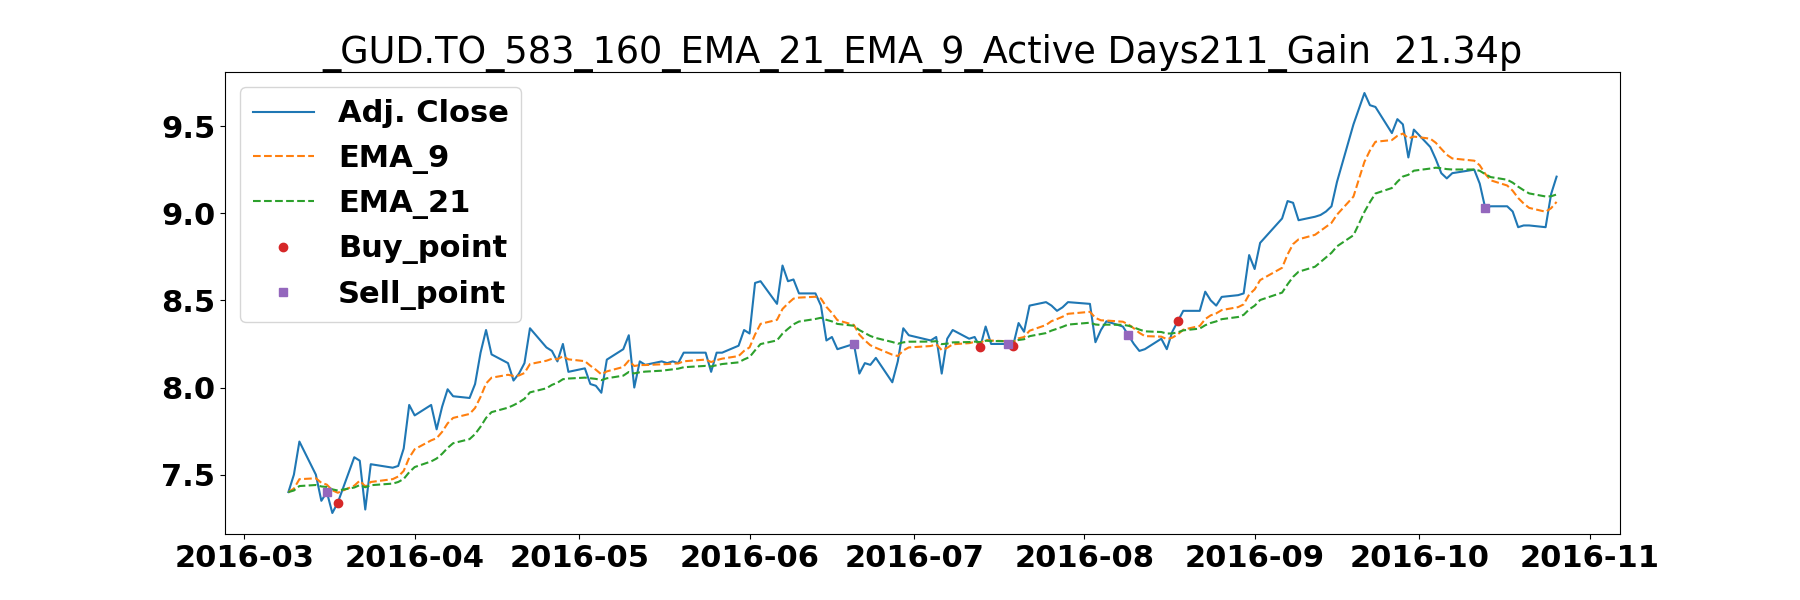 _GUD.TO_583_160_EMA_21_EMA_9_Active Days211_Gain  21.34p
Adj. Close
EMA_9
EMA_21
Buy_point
Sell_point
9.5
9.0
8.5
8.0
7.5
2016-03 2016-04 2016-05 2016-06 2016-07 2016-08 2016-09 2016-10 2016-11